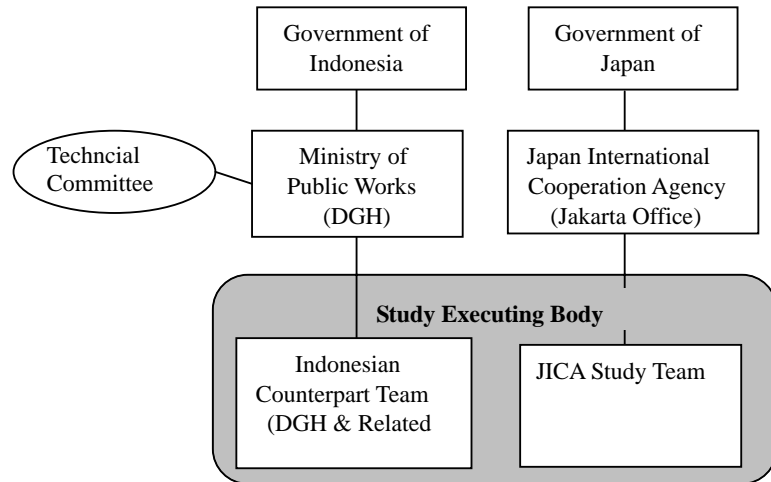 Government of
Indonesia
Government of
Japan
Techncial
Committee
Ministry of
Public Works
(DGH)
Japan International
Cooperation Agency
(Jakarta Office)
Study Executing Body
Indonesian
Counterpart Team
(DGH & Related
JICA Study Team